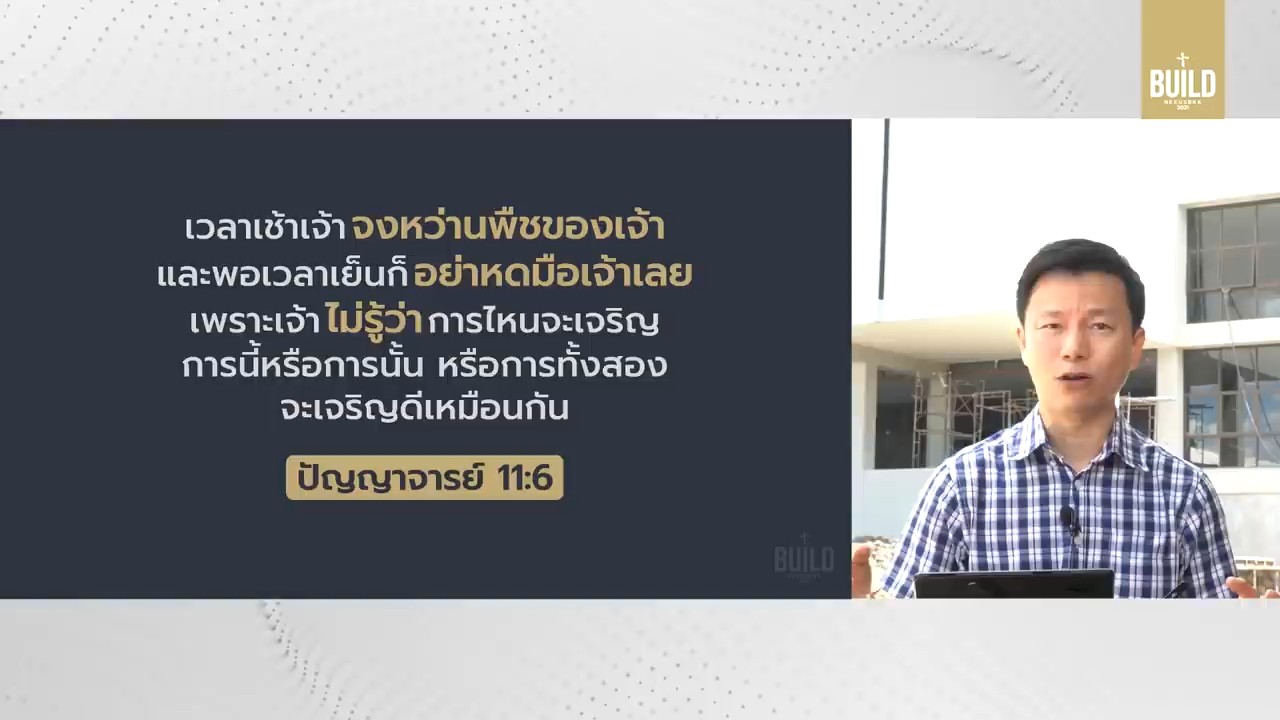 BUILD
NEXUSBKK
2021
เวลาเช้าเจ้า จงหว่านพืชของเจ้า
และพอเวลาเย็นก็ อย่าหดมือเจ้าเลย
เพราะเจ้า ไม่รู้ว่า การไหนจะเจริญ
การนี้หรือการนั้น หรือการทั้งสอง
จะเจริญดีเหมือนกัน
ปัญญาจารย์ 11:6
BUILD